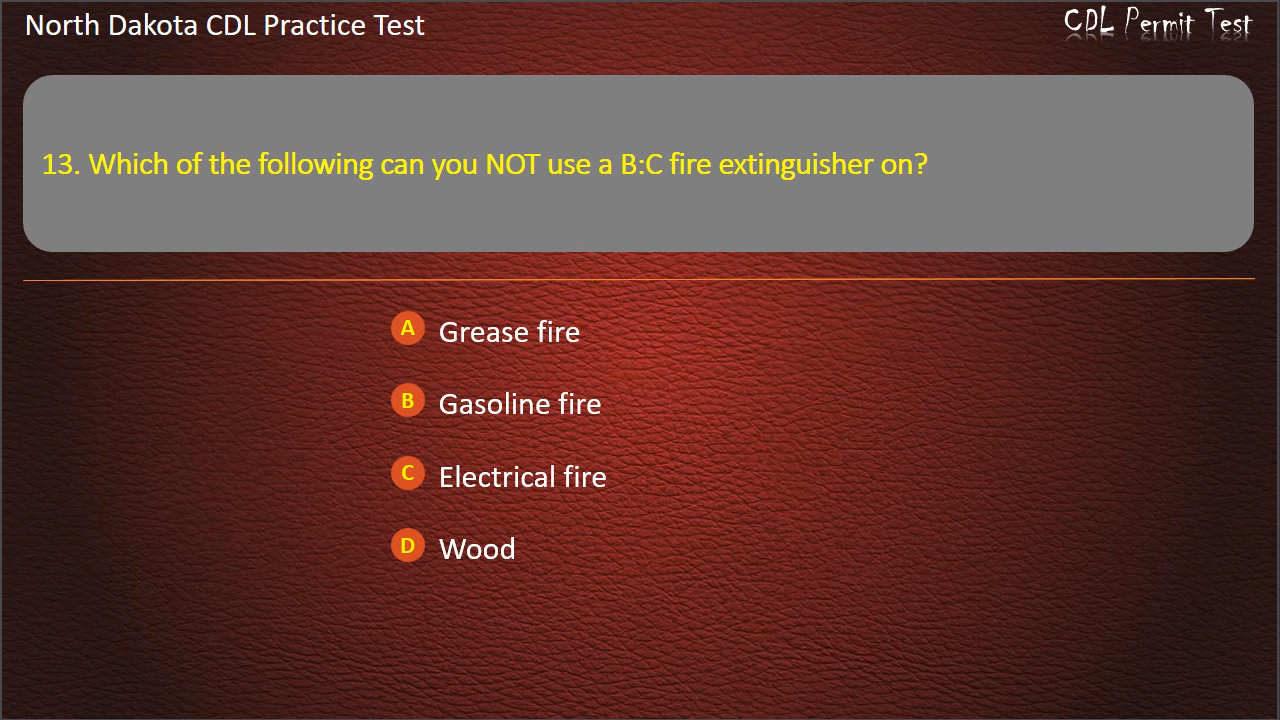 North Dakota CDL Practice Test
CDL Permit Test
13. Which of the following can you NOT use a B:C fire extinguisher on?
A Grease fire
B Gasoline fire
C Electrical fire
D Wood